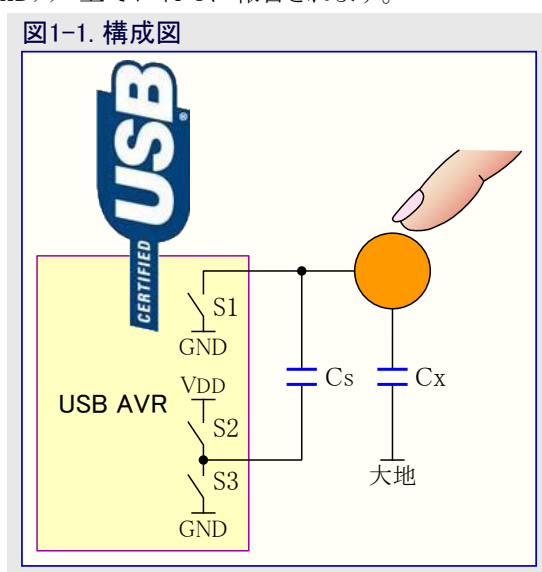 図1-1. 構成図
USB
®
CERTIFIED
S1
GND
VDD
S2
USB AVR
S3
GND
Cs
Cx
大地